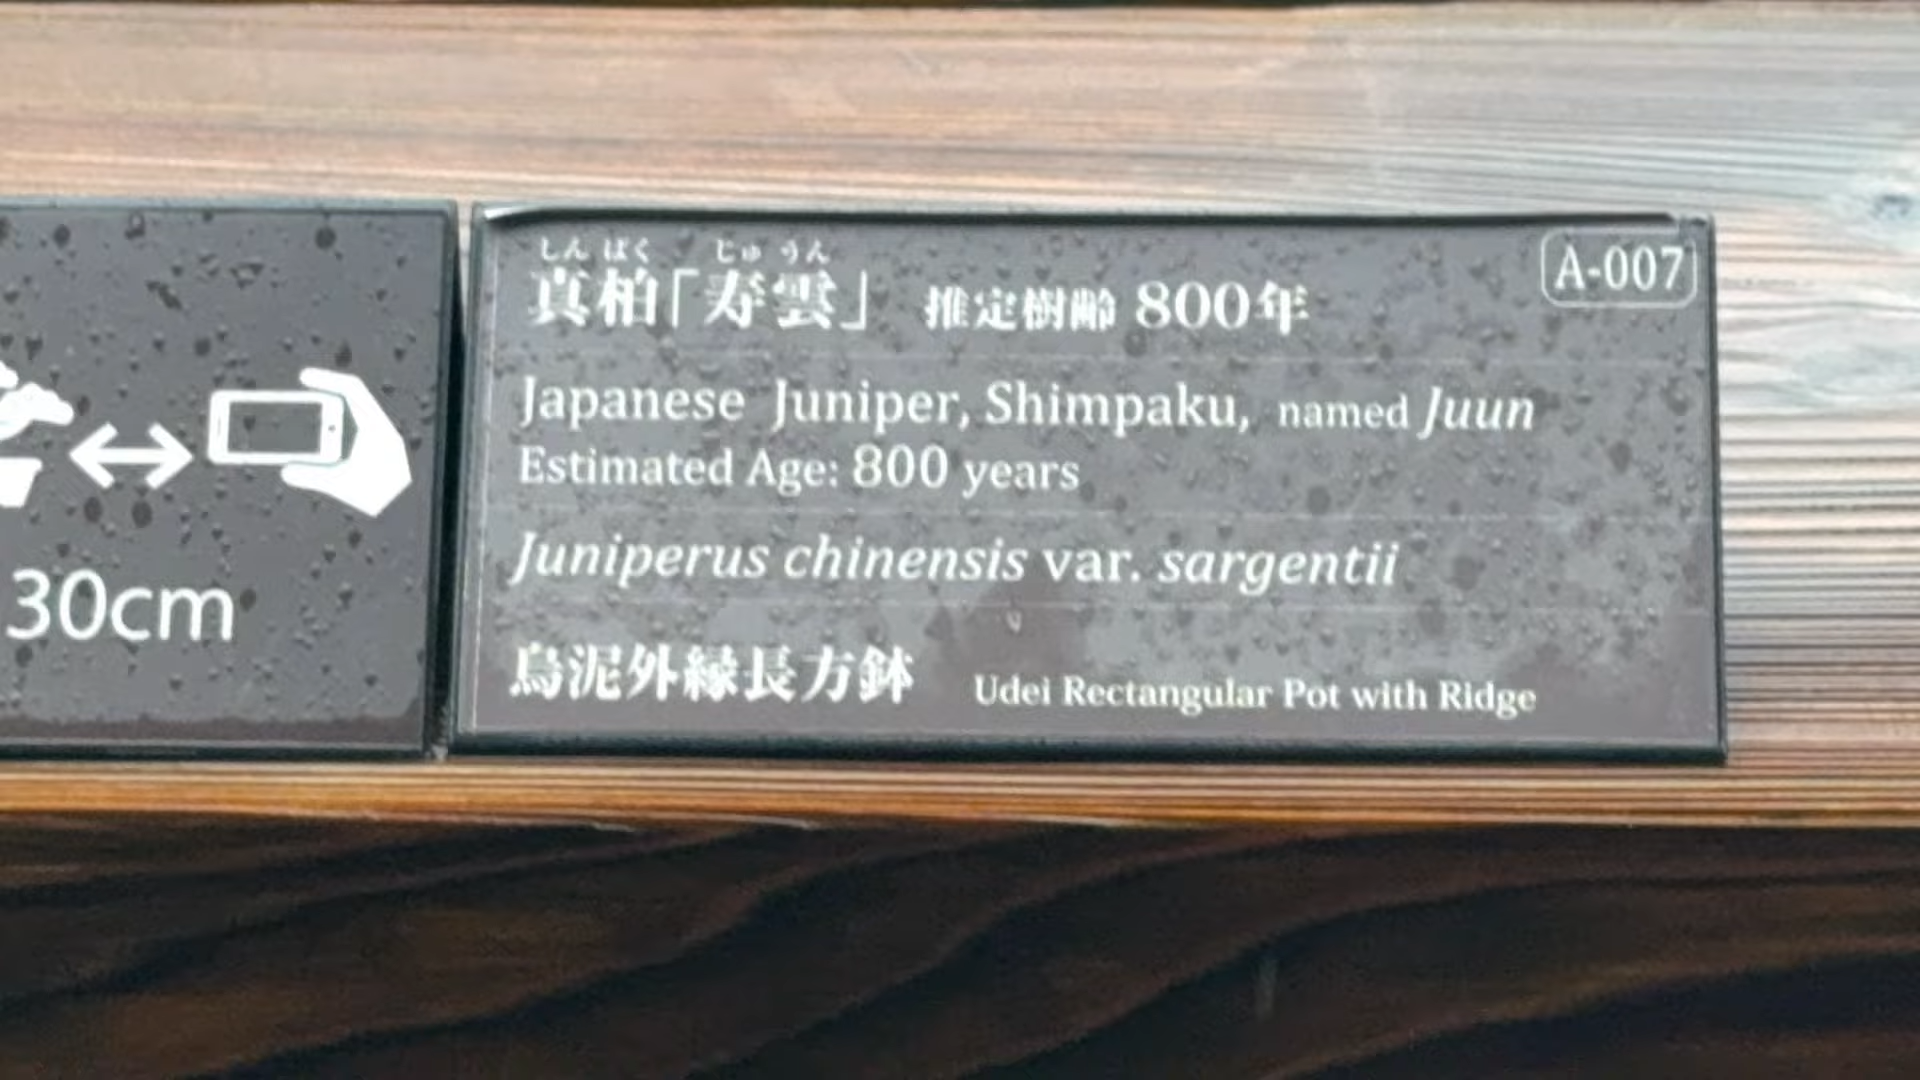 30cm
しんぱく じゅうん
真柏「寿雲」 推定樹齢 800年
A-007
Japanese Juniper, Shimpaku, named Juun
Estimated Age: 800 years
Juniperus chinensis var. sargentii
烏泥外縁長方鉢 Udei Rectangular Pot with Ridge